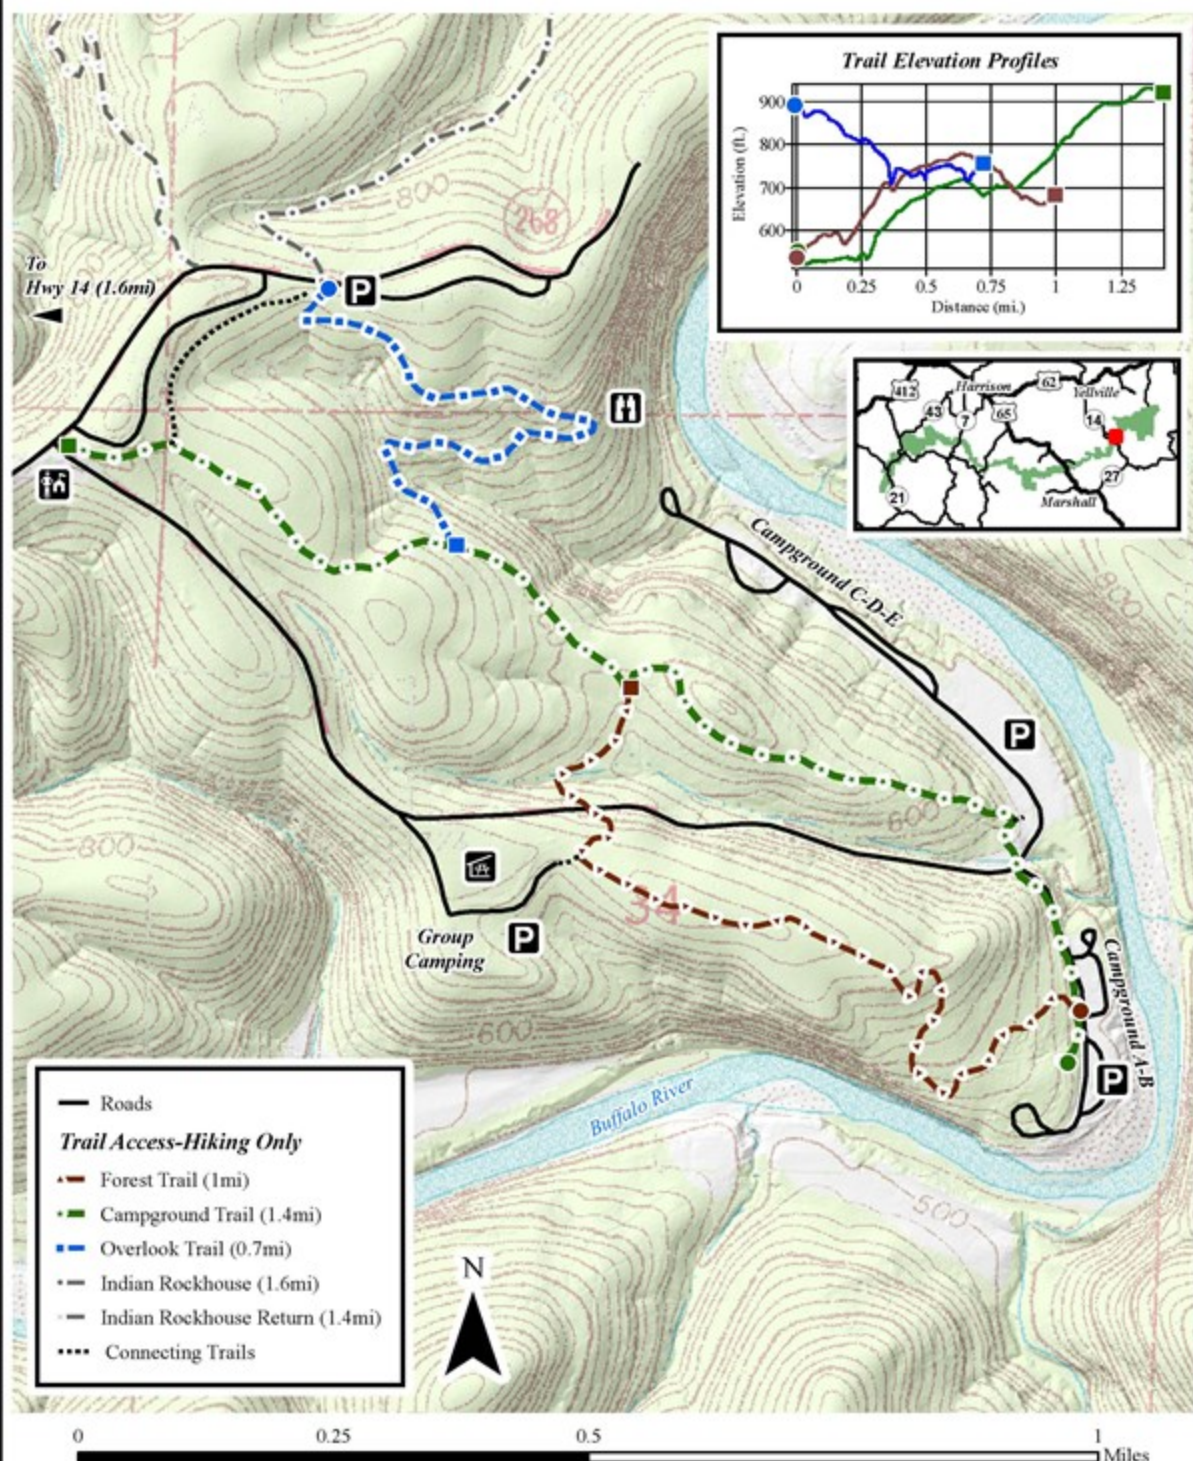 Trail Elevation Profiles
900
800
700
600
Elevation (ft.)
0
0.25
0.5
0.75
1
1.25
Distance (mi.)
800
268
To
Hwy 14 (1.6mi)
P
412
Harrison
62
Yellville
43
7
65
14
21
27
Marshall
Campground C-D-E
800
P
600
800
34
Group
Camping
P
Campground A-B
600
P
Buffalo River
500
Roads
Trail Access-Hiking Only
Forest Trail (1mi)
Campground Trail (1.4mi)
Overlook Trail (0.7mi)
Indian Rockhouse (1.6mi)
Indian Rockhouse Return (1.4mi)
Connecting Trails
N
0
0.25
0.5
1
Miles